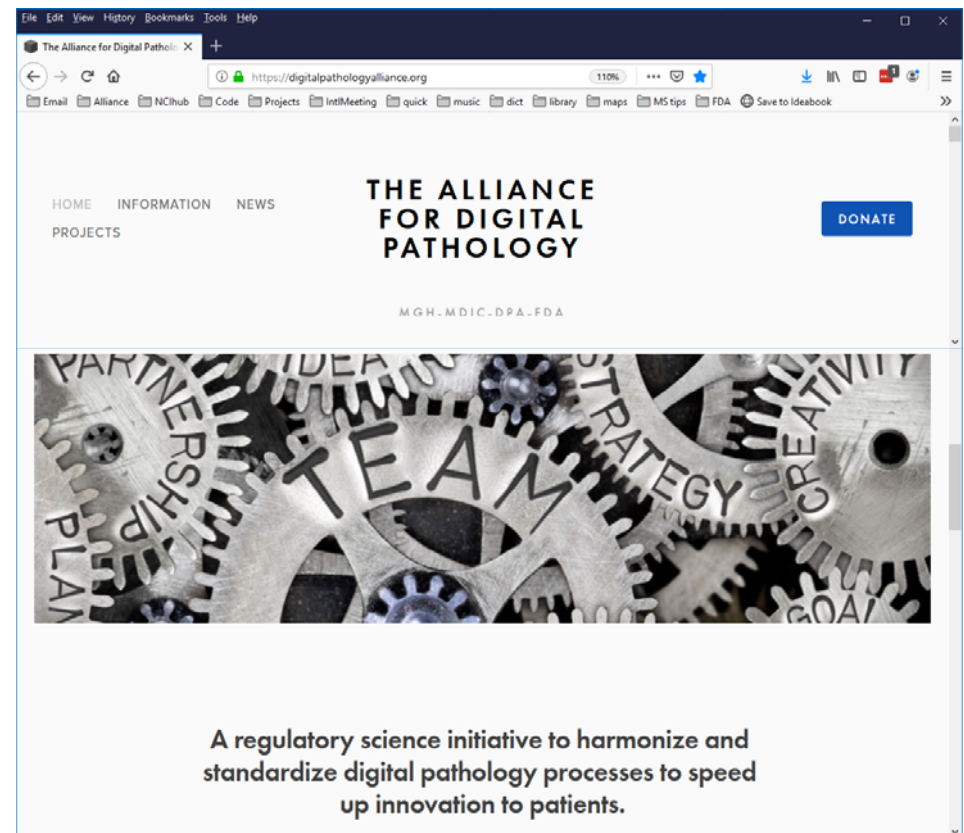 File Edit View History Bookmarks Tools Help
The Alliance for Digital Patholo
https://digitalpathologyalliance.org 110%
Email Alliance NCIhub Code Projects IntlMeeting quick music dict library maps MS tips FDA Save to Ideabook
HOME INFORMATION NEWS
PROJECTS
THE ALLIANCE
FOR DIGITAL
PATHOLOGY
DONATE
MGH-MDIC-DPA-FDA
PARTNERSHIP
IDEA
STRATEGY
CREATIVITY
TEAM
PLAN
GOAL
A regulatory science initiative to harmonize and
standardize digital pathology processes to speed
up innovation to patients.